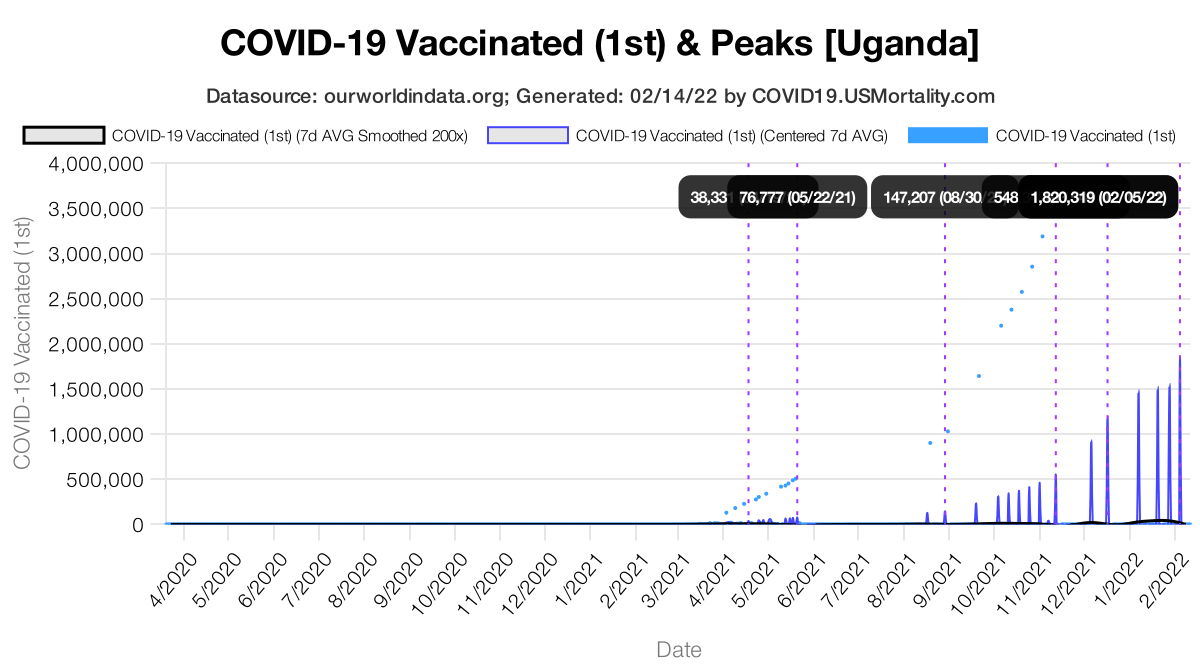 COVID-19 Vaccinated (1st) & Peaks [Uganda]
Datasource: ourworldindata.org; Generated: 02/14/22 by COVID19.USMortality.com
COVID-19 Vaccinated (1st) (7d AVG Smoothed 200x) COVID-19 Vaccinated (1st) (Centered 7d AVG) COVID-19 Vaccinated (1st)
4,000,000
38,331 76,777 (05/22/21) 147,207 (08/30/ 548 1,820,319 (02/05/22)
3,500,000
3,000,000
2,500,000
2,000,000
1,500,000
1,000,000
500,000
0
COVID-19 Vaccinated (1st)
4/2020 5/2020 6/2020 7/2020 8/2020 9/2020 10/2020 11/2020 12/2020 1/2021 2/2021 3/2021 4/2021 5/2021 6/2021 7/2021 8/2021 9/2021 10/2021 11/2021 12/2021 1/2022 2/2022
Date